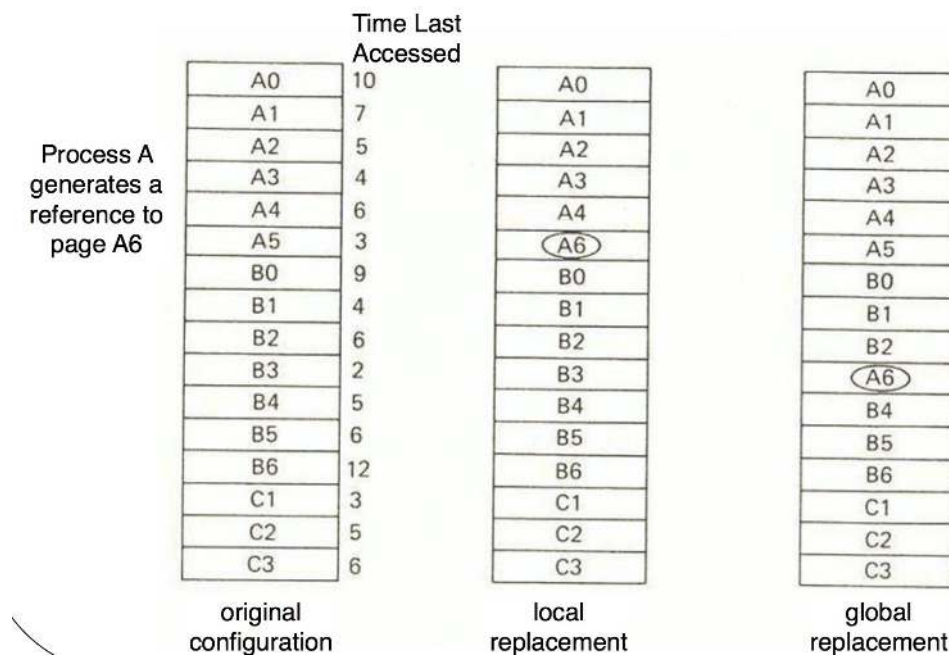 Time Last
Accessed
Process A
generates a
reference to
page A6
A0 10
A1 7
A2 5
A3 4
A4 6
A5 3
B0 9
B1 4
B2 6
B3 2
B4 5
B5 6
B6 12
C1 3
C2 5
C3 6
original
configuration
A0
A1
A2
A3
A4
A6
B0
B1
B2
B3
B4
B5
B6
C1
C2
C3
local
replacement
A0
A1
A2
A3
A4
A5
B0
B1
B2
A6
B4
B5
B6
C1
C2
C3
global
replacement